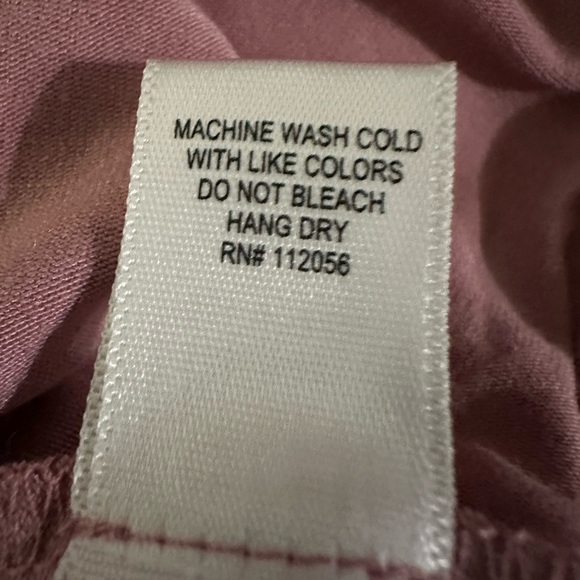 MACHINE WASH COLD
WITH LIKE COLORS
DO NOT BLEACH
HANG DRY
RN# 112056